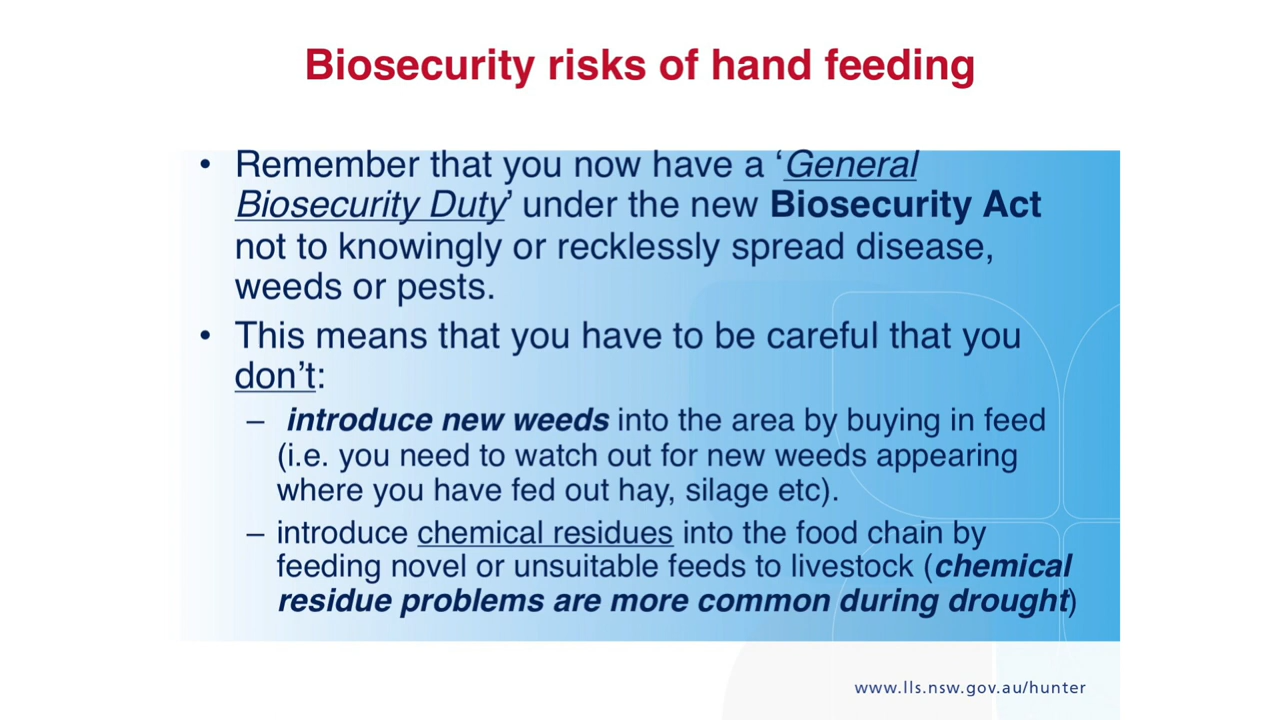 Biosecurity risks of hand feeding
• Remember that you now have a ‘General
Biosecurity Duty’ under the new Biosecurity Act
not to knowingly or recklessly spread disease,
weeds or pests.
• This means that you have to be careful that you
don’t:
– introduce new weeds into the area by buying in feed
(i.e. you need to watch out for new weeds appearing
where you have fed out hay, silage etc).
– introduce chemical residues into the food chain by
feeding novel or unsuitable feeds to livestock (chemical
residue problems are more common during drought)
www.lls.nsw.gov.au/hunter